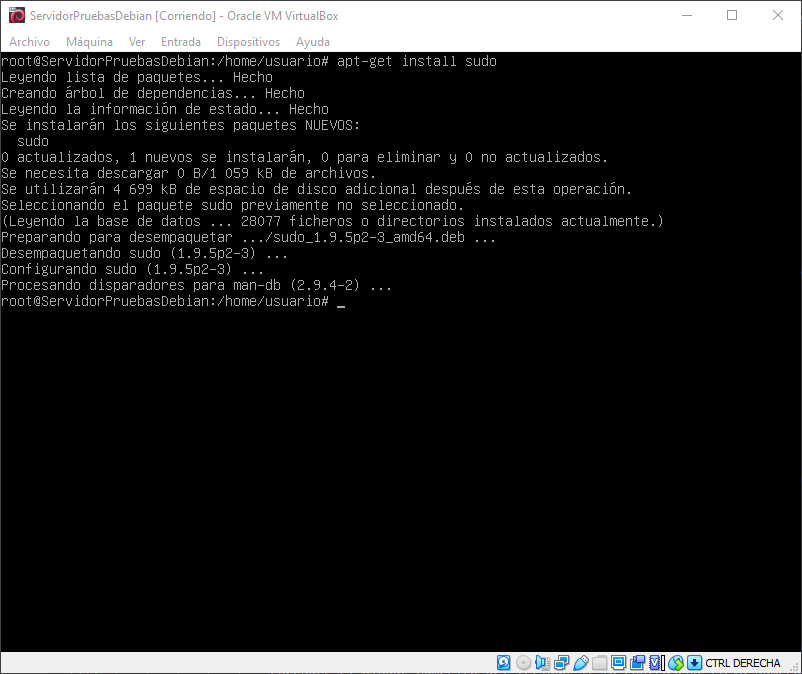 ServidorPruebasDebian [Corriendo] - Oracle VM VirtualBox
Archivo Máquina Ver Entrada Dispositivos Ayuda
root@ServidorPruebasDebian:/home/usuario# apt-get install sudo
Leyendo lista de paquetes... Hecho
Creando árbol de dependencias... Hecho
Leyendo la información de estado... Hecho
Se instalarán los siguientes paquetes NUEVOS:
  sudo
0 actualizados, 1 nuevos se instalarán, 0 para eliminar y 0 no actualizados.
Se necesita descargar 0 B/1 059 kB de archivos.
Se utilizarán 4 699 kB de espacio de disco adicional después de esta operación.
Seleccionando el paquete sudo previamente no seleccionado.
(Leyendo la base de datos ... 28077 ficheros o directorios instalados actualmente.)
Preparando para desempaquetar .../sudo_1.9.5p2-3_amd64.deb ...
Desempaquetando sudo (1.9.5p2-3) ...
Configurando sudo (1.9.5p2-3) ...
Procesando disparadores para man-db (2.9.4-2) ...
root@ServidorPruebasDebian:/home/usuario# _
CTRL DERECHA